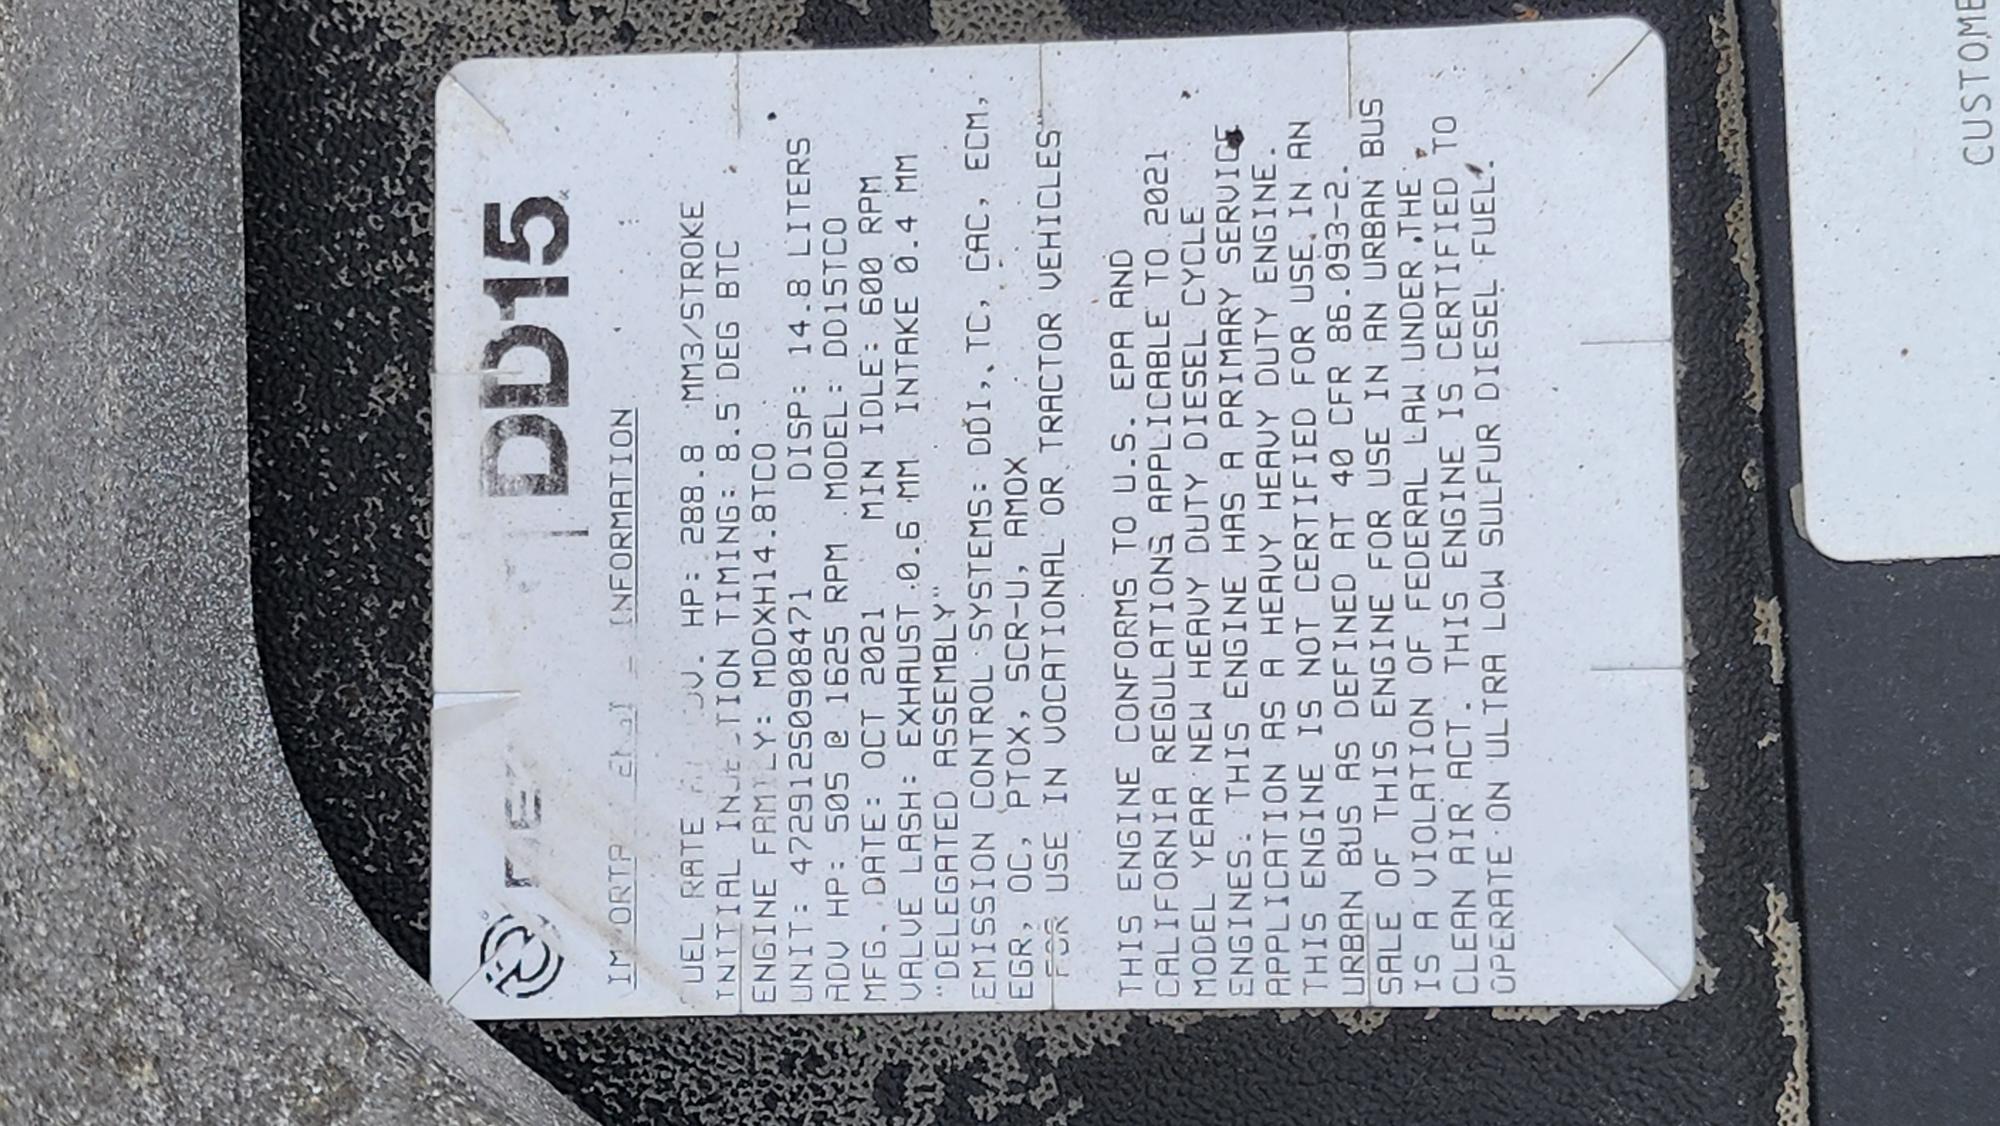 DD15
INFORMATION
RATE HP: 288.8 MM3/STROKE
INITIAL TIMING: 8.5 DEG BTC
ENGINE FAMILY: MDDXH14.8TCO
UNIT: 472912S0908471 DISP: 14.8 LITERS
ADV HP: 505 @ 1625 RPM MODEL: DD15TCO
MFG. DATE: OCT 2021 MIN IDLE: 600 RPM
VALVE LASH: EXHAUST 0.6 MM INTAKE 0.4 MM
"DELEGATED ASSEMBLY"
EMISSION CONTROL SYSTEMS: DDI, TC, CAC, ECM,
EGR, OC, PTOX, SCR-U, AMOX
FOR USE IN VOCATIONAL OR TRACTOR VEHICLES
THIS ENGINE CONFORMS TO U.S. EPA AND
CALIFORNIA REGULATIONS APPLICABLE TO 2021
MODEL YEAR NEW HEAVY DUTY DIESEL CYCLE
ENGINES. THIS ENGINE HAS A PRIMARY SERVICE
APPLICATION AS A HEAVY HEAVY DUTY ENGINE.
THIS ENGINE IS NOT CERTIFIED FOR USE IN AN
URBAN BUS AS DEFINED AT 40 CFR 86.093-2.
SALE OF THIS ENGINE FOR USE IN AN URBAN BUS
IS A VIOLATION OF FEDERAL LAW UNDER THE
CLEAN AIR ACT. THIS ENGINE IS CERTIFIED TO
OPERATE ON ULTRA LOW SULFUR DIESEL FUEL.